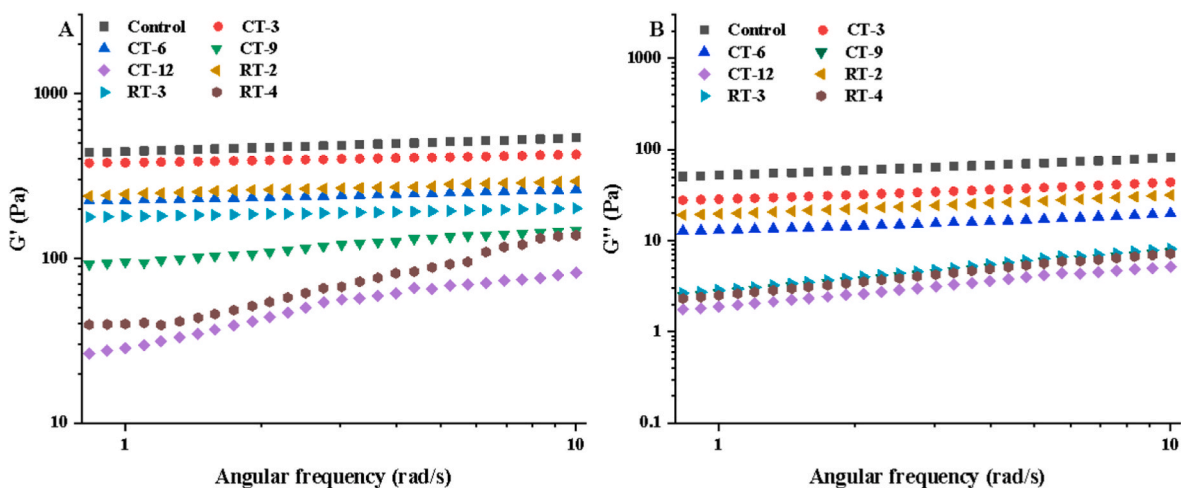 A
Control
CT-3
CT-6
CT-9
CT-12
RT-2
RT-3
RT-4
1000
100
10
G' (Pa)
1
10
Angular frequency (rad/s)
B
Control
CT-3
CT-6
CT-9
CT-12
RT-2
RT-3
RT-4
1000
100
10
1
0.1
G'' (Pa)
1
10
Angular frequency (rad/s)